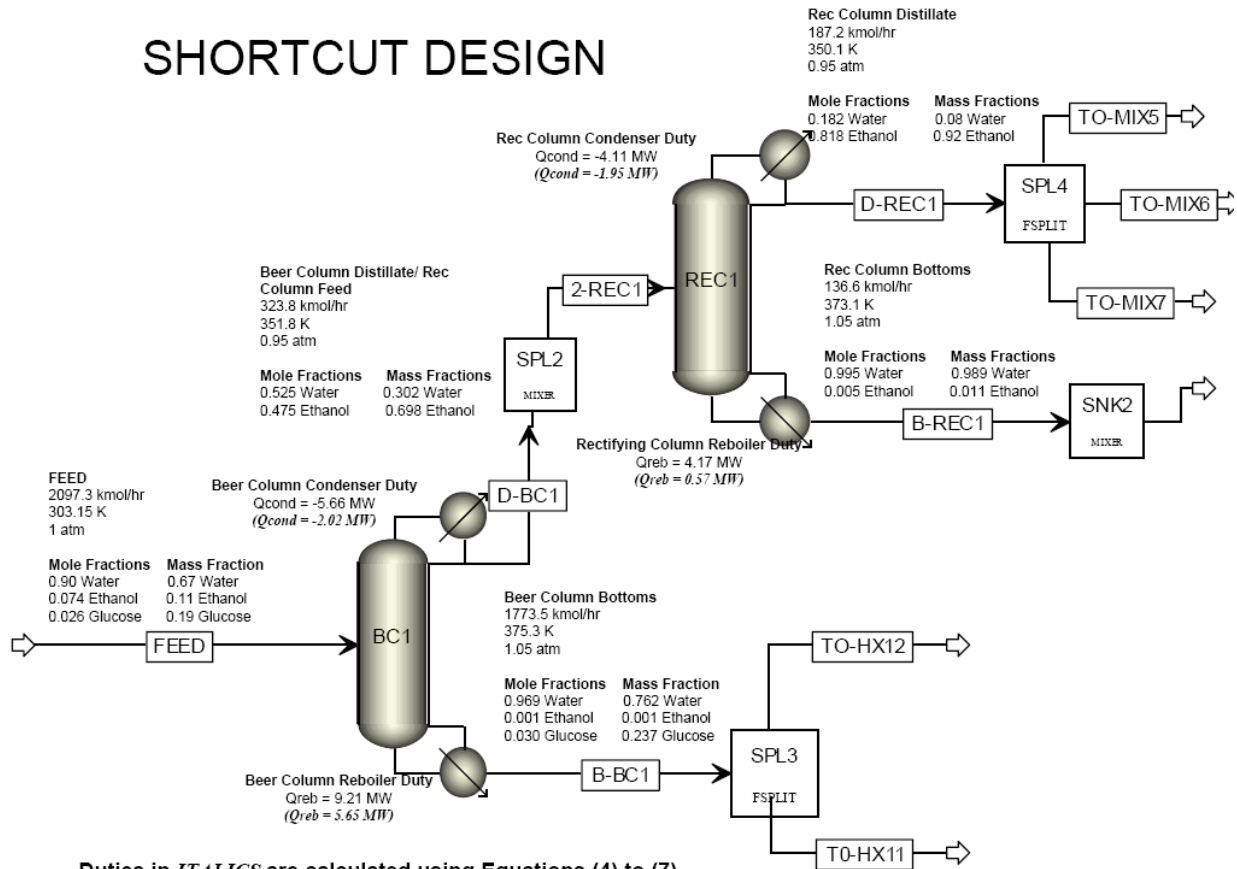 SHORTCUT DESIGN
Rec Column Distillate
187.2 kmol/hr
350.1 K
0.95 atm
Mole Fractions Mass Fractions
0.182 Water 0.08 Water
0.818 Ethanol 0.92 Ethanol
Rec Column Condenser Duty
Qcond = -4.11 MW
(Qcond = -1.95 MW)
TO-MIX5
SPL4
FSPLIT
D-REC1
TO-MIX6
TO-MIX7
REC1
Beer Column Distillate/ Rec
Column Feed
323.8 kmol/hr
351.8 K
0.95 atm
Mole Fractions Mass Fractions
0.525 Water 0.302 Water
0.475 Ethanol 0.698 Ethanol
2-REC1
SPL2
MIXER
Rec Column Bottoms
136.6 kmol/hr
373.1 K
1.05 atm
Mole Fractions Mass Fractions
0.995 Water 0.989 Water
0.005 Ethanol 0.011 Ethanol
B-REC1
SNK2
MIXER
Rectifying Column Reboiler Duty
Qreb = 4.17 MW
(Qreb = 0.57 MW)
FEED
2097.3 kmol/hr
303.15 K
1 atm
Mole Fractions Mass Fraction
0.90 Water 0.67 Water
0.074 Ethanol 0.11 Ethanol
0.026 Glucose 0.19 Glucose
FEED
Beer Column Condenser Duty
Qcond = -5.66 MW
(Qcond = -2.02 MW)
D-BC1
BC1
Beer Column Bottoms
1773.5 kmol/hr
375.3 K
1.05 atm
Mole Fractions Mass Fraction
0.969 Water 0.762 Water
0.001 Ethanol 0.001 Ethanol
0.030 Glucose 0.237 Glucose
Beer Column Reboiler Duty
Qreb = 9.21 MW
(Qreb = 5.65 MW)
B-BC1
SPL3
FSPLIT
TO-HX12
T0-HX11
Duties in ITALICS are calculated using Equations (4) to (7)